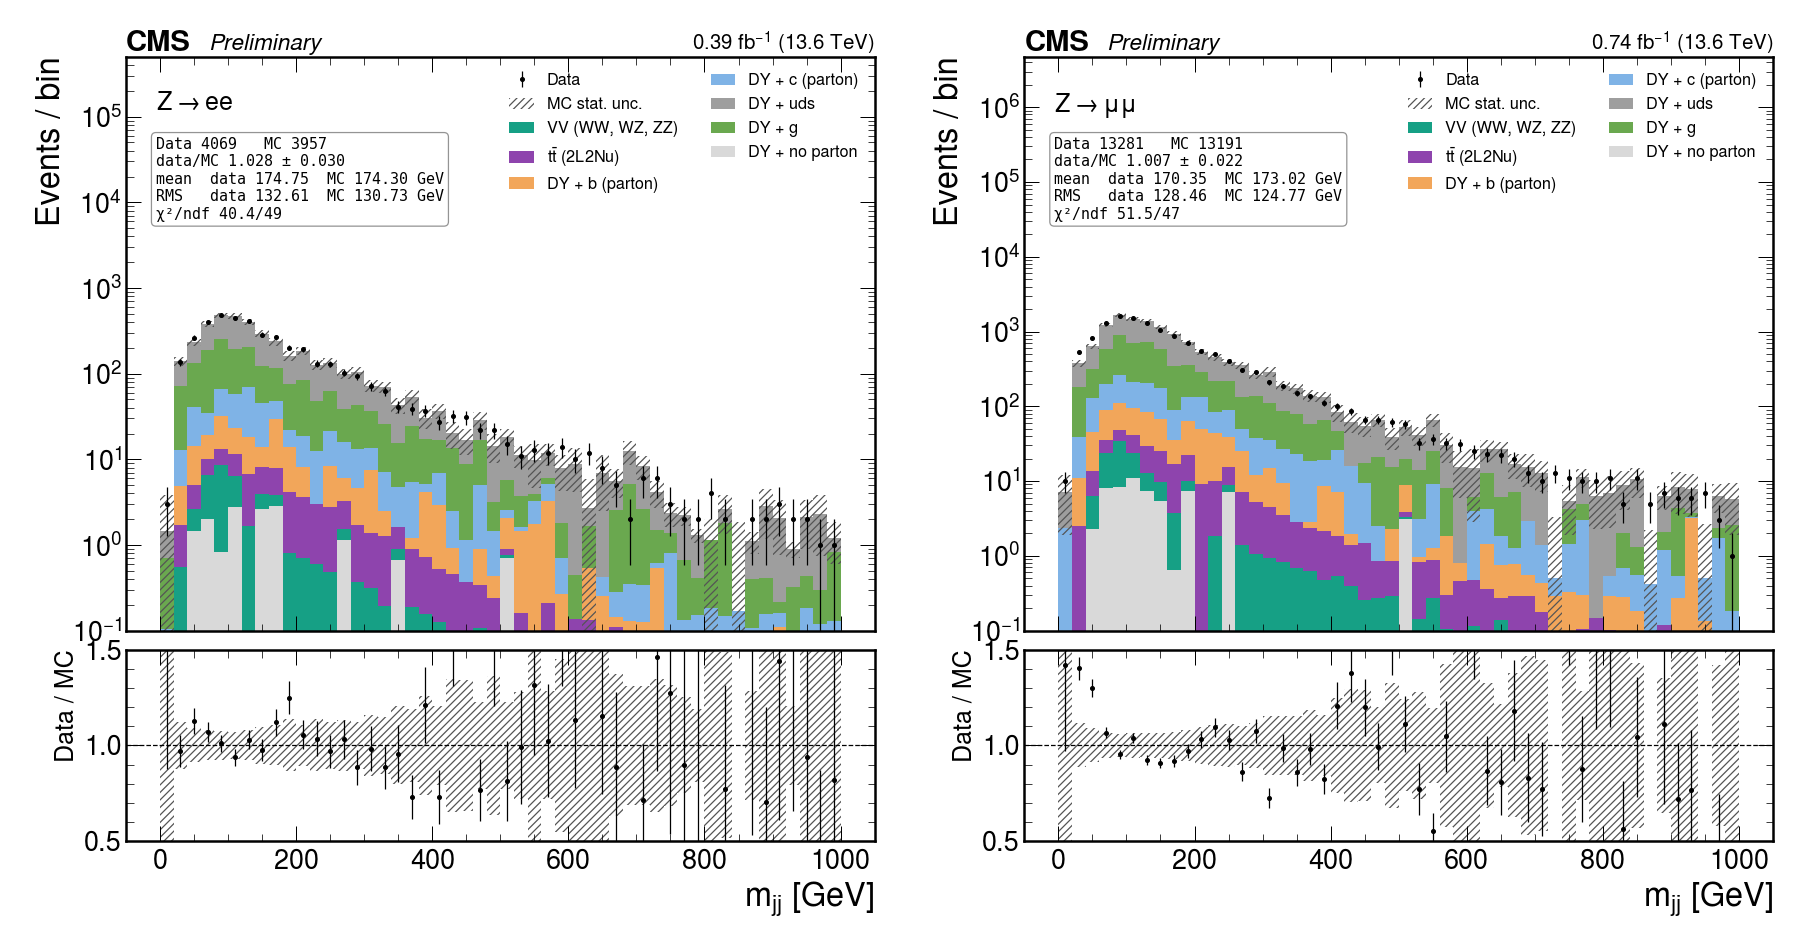 CMS Preliminary 0.39 fb⁻¹ (13.6 TeV)
Events / bin
Z → ee
Data 4069 MC 3957
data/MC 1.028 ± 0.030
mean data 174.75 MC 174.30 GeV
RMS data 132.61 MC 130.73 GeV
χ²/ndf 40.4/49
Data
MC stat. unc.
VV (WW, WZ, ZZ)
tt̄ (2L2Nu)
DY + b (parton)
DY + c (parton)
DY + uds
DY + g
DY + no parton
10⁵
10⁴
10³
10²
10¹
10⁰
10⁻¹
Data / MC
1.5
1.0
0.5
0 200 400 600 800 1000
m_jj [GeV]
CMS Preliminary 0.74 fb⁻¹ (13.6 TeV)
Events / bin
Z → μμ
Data 13281 MC 13191
data/MC 1.007 ± 0.022
mean data 170.35 MC 173.02 GeV
RMS data 128.46 MC 124.77 GeV
χ²/ndf 51.5/47
Data
MC stat. unc.
VV (WW, WZ, ZZ)
tt̄ (2L2Nu)
DY + b (parton)
DY + c (parton)
DY + uds
DY + g
DY + no parton
10⁶
10⁵
10⁴
10³
10²
10¹
10⁰
10⁻¹
Data / MC
1.5
1.0
0.5
0 200 400 600 800 1000
m_jj [GeV]